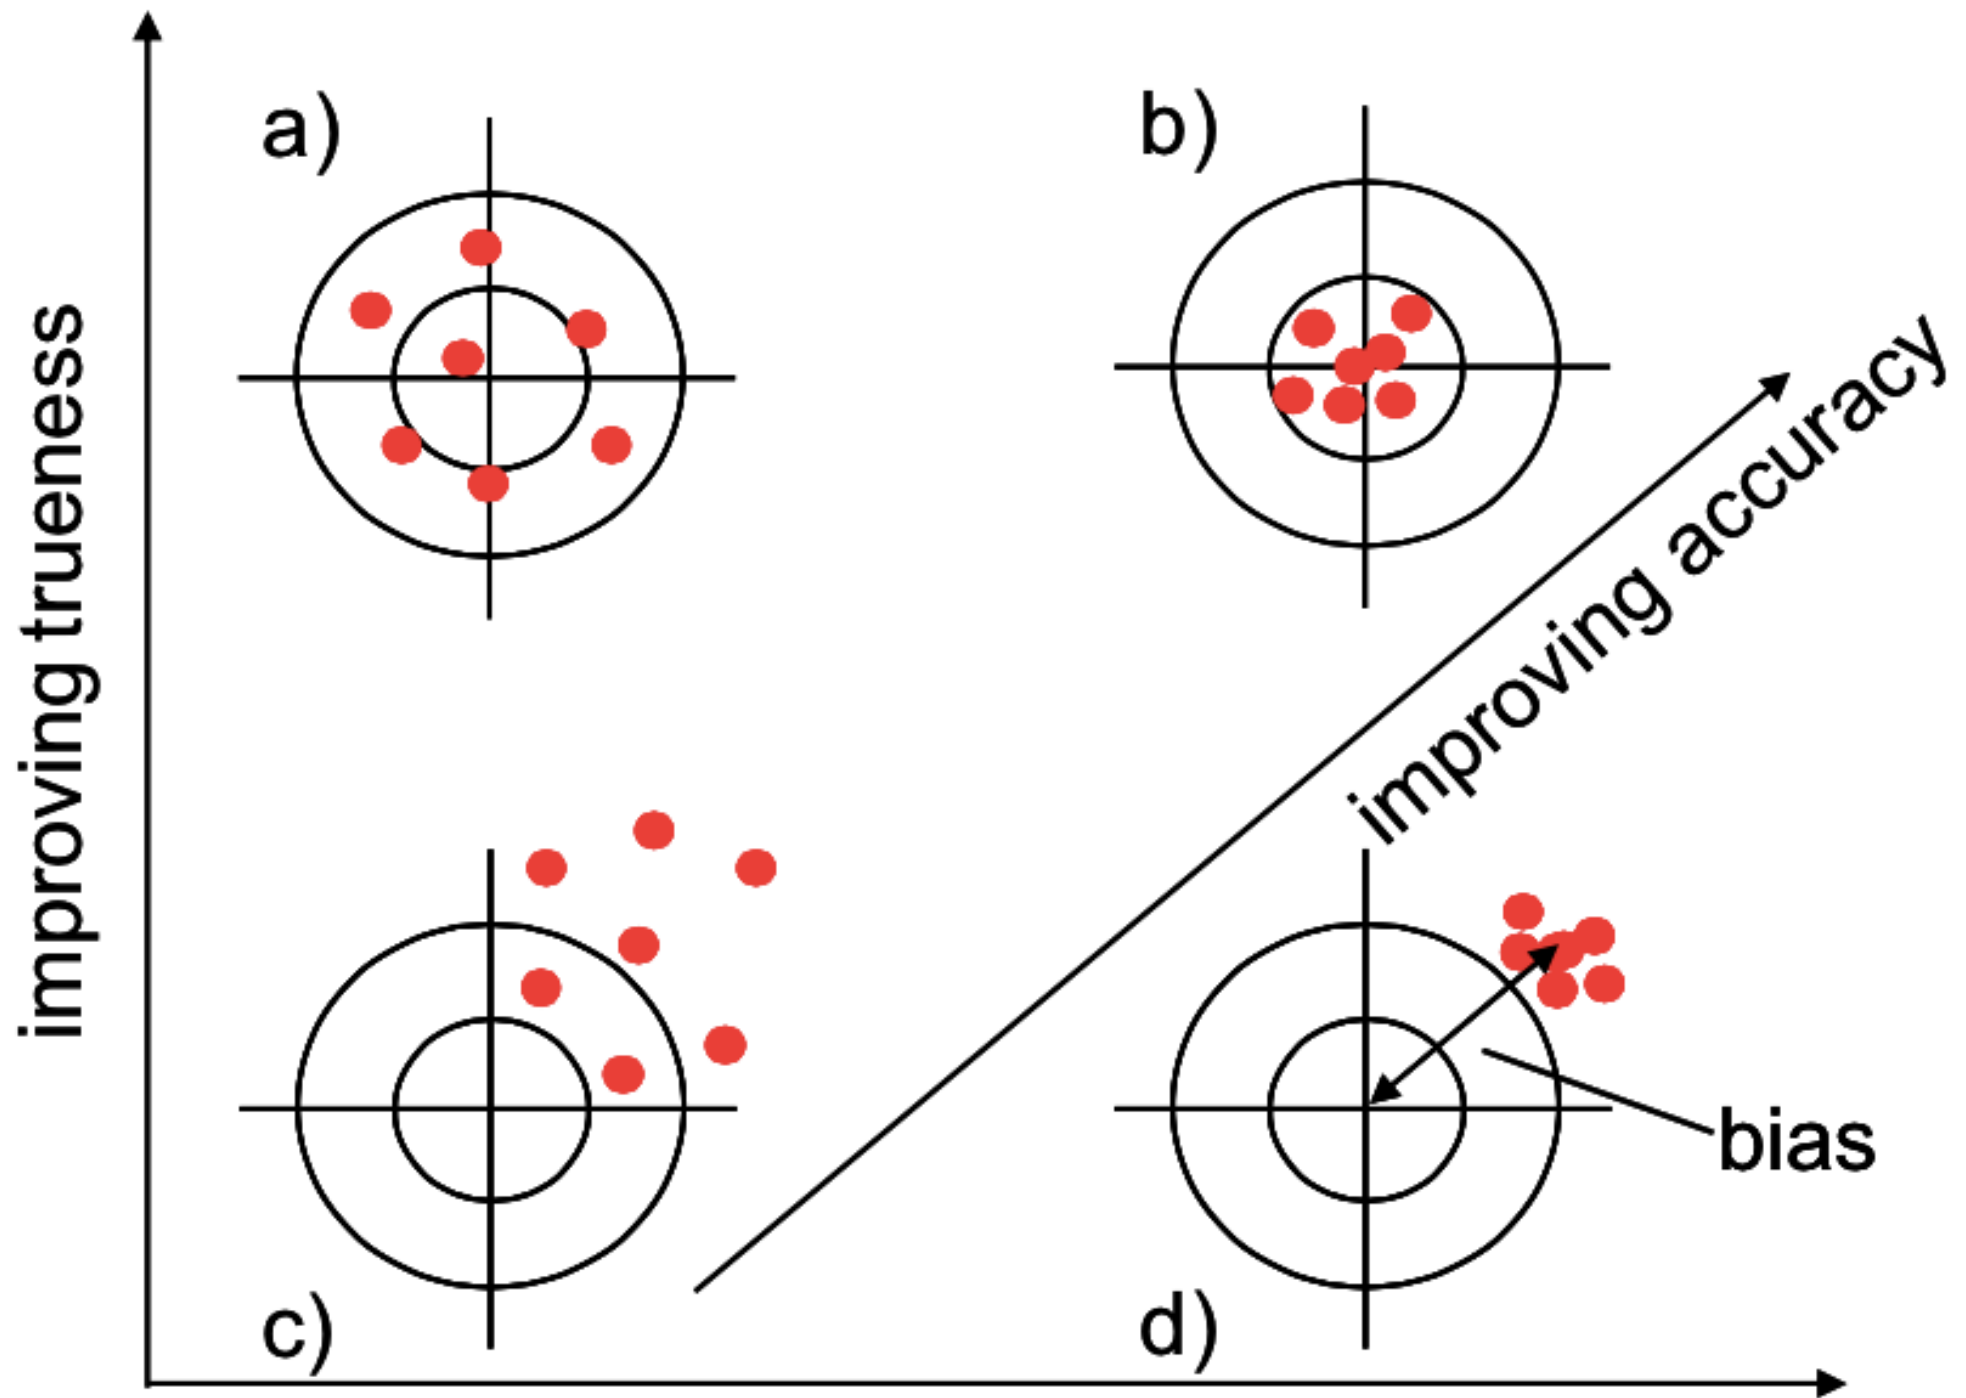 improving trueness
a)
b)
improving accuracy
c)
d)
bias